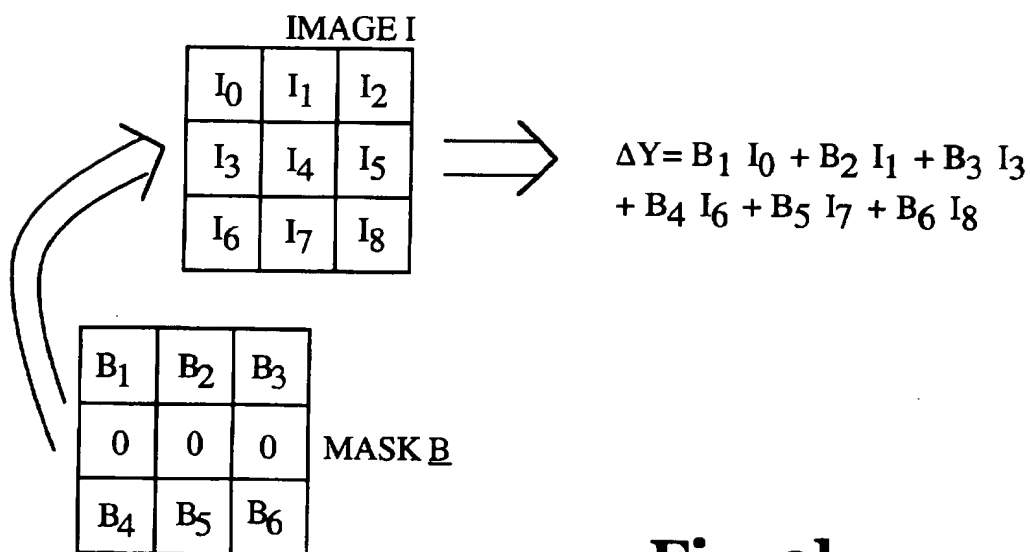 IMAGE I
I0 I1 I2
I3 I4 I5
I6 I7 I8
ΔY= B1 I0 + B2 I1 + B3 I3
+ B4 I6 + B5 I7 + B6 I8
B1 B2 B3
0 0 0
MASK B
B4 B5 B6